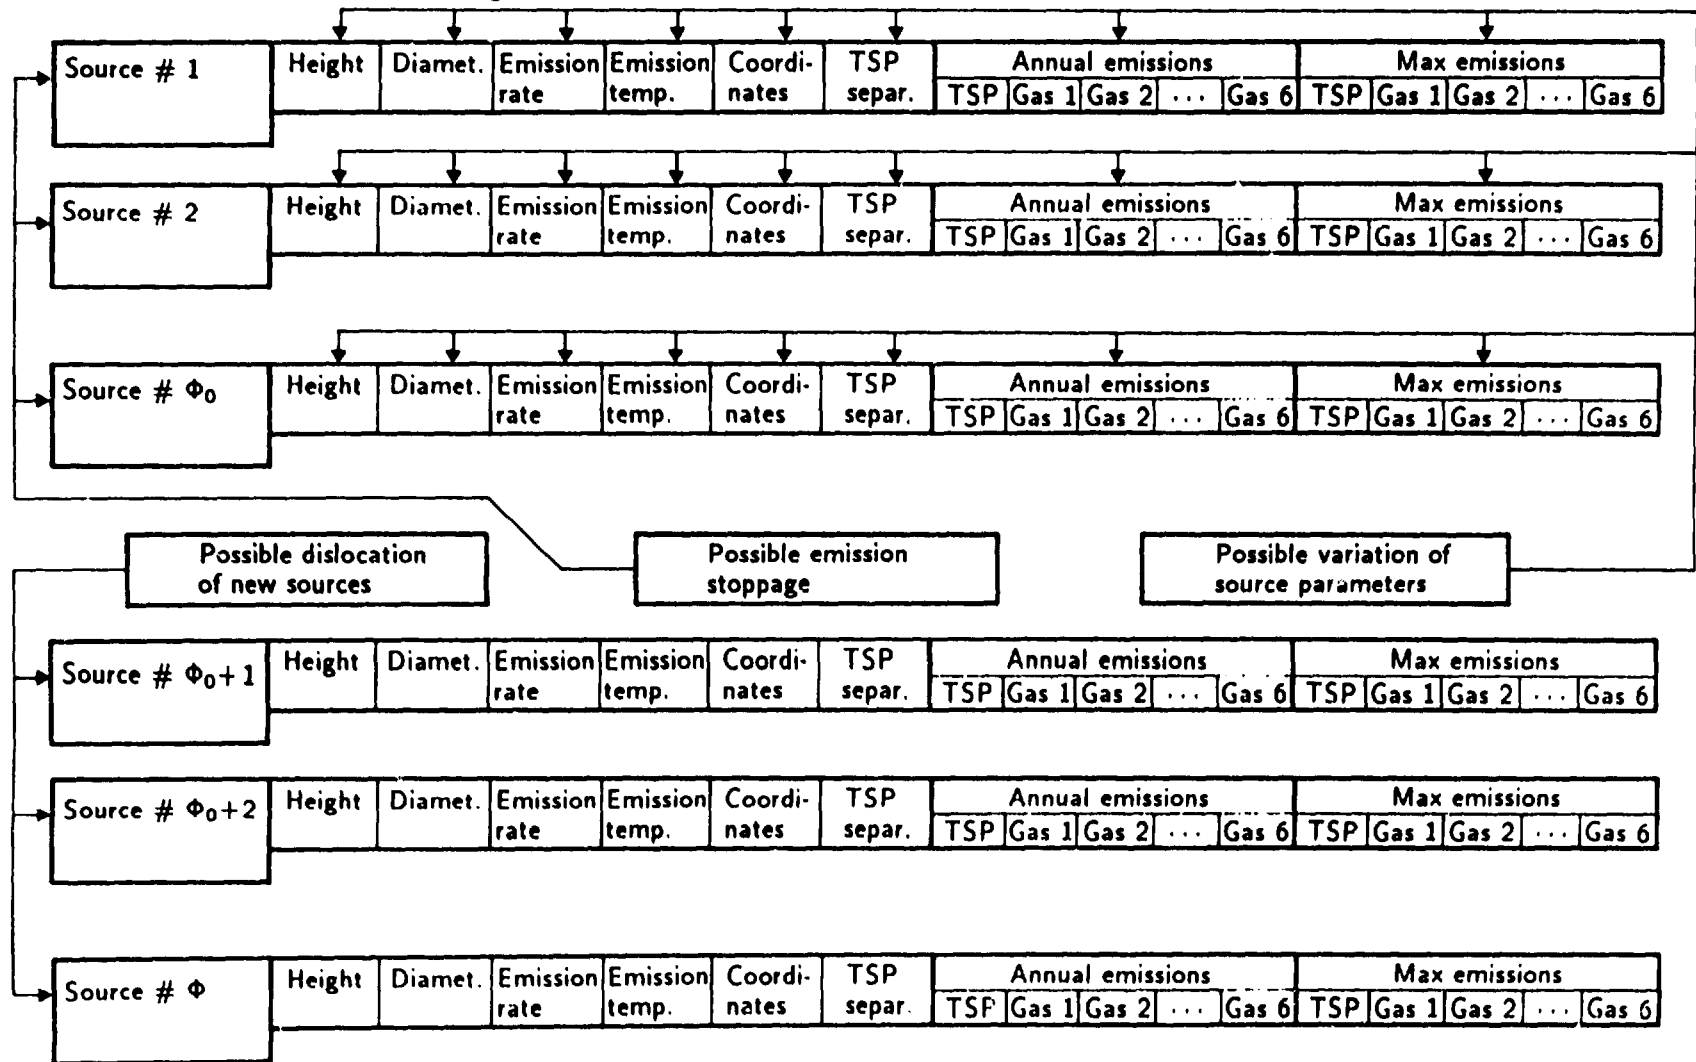 Source # 1 Height Diamet. Emission rate Emission temp. Coordi-nates TSP separ. Annual emissions Max emissions
TSP Gas 1 Gas 2 ... Gas 6 TSP Gas 1 Gas 2 ... Gas 6
Source # 2 Height Diamet. Emission rate Emission temp. Coordi-nates TSP separ. Annual emissions Max emissions
TSP Gas 1 Gas 2 ... Gas 6 TSP Gas 1 Gas 2 ... Gas 6
Source # Φ₀ Height Diamet. Emission rate Emission temp. Coordi-nates TSP separ. Annual emissions Max emissions
TSP Gas 1 Gas 2 ... Gas 6 TSP Gas 1 Gas 2 ... Gas 6
Possible dislocation
of new sources
Possible emission
stoppage
Possible variation of
source parameters
Source # Φ₀+1 Height Diamet. Emission rate Emission temp. Coordi-nates TSP separ. Annual emissions Max emissions
TSP Gas 1 Gas 2 ... Gas 6 TSP Gas 1 Gas 2 ... Gas 6
Source # Φ₀+2 Height Diamet. Emission rate Emission temp. Coordi-nates TSP separ. Annual emissions Max emissions
TSP Gas 1 Gas 2 ... Gas 6 TSP Gas 1 Gas 2 ... Gas 6
Source # Φ Height Diamet. Emission rate Emission temp. Coordi-nates TSP separ. Annual emissions Max emissions
TSP Gas 1 Gas 2 ... Gas 6 TSP Gas 1 Gas 2 ... Gas 6